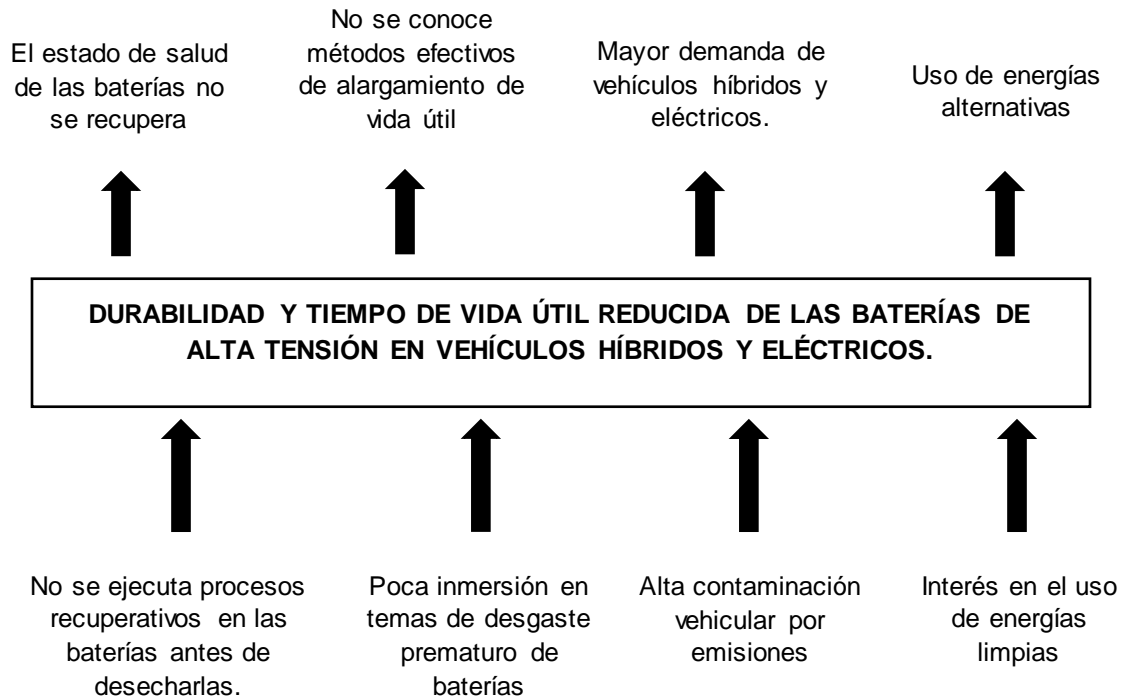 El estado de salud
de las baterías no
se recupera
No se conoce
métodos efectivos
de alargamiento de
vida útil
Mayor demanda de
vehículos híbridos y
eléctricos.
Uso de energías
alternativas
DURABILIDAD Y TIEMPO DE VIDA ÚTIL REDUCIDA DE LAS BATERÍAS DE
ALTA TENSIÓN EN VEHÍCULOS HÍBRIDOS Y ELÉCTRICOS.
No se ejecuta procesos
recuperativos en las
baterías antes de
desecharlas.
Poca inmersión en
temas de desgaste
prematuro de
baterías
Alta contaminación
vehicular por
emisiones
Interés en el uso
de energías
limpias